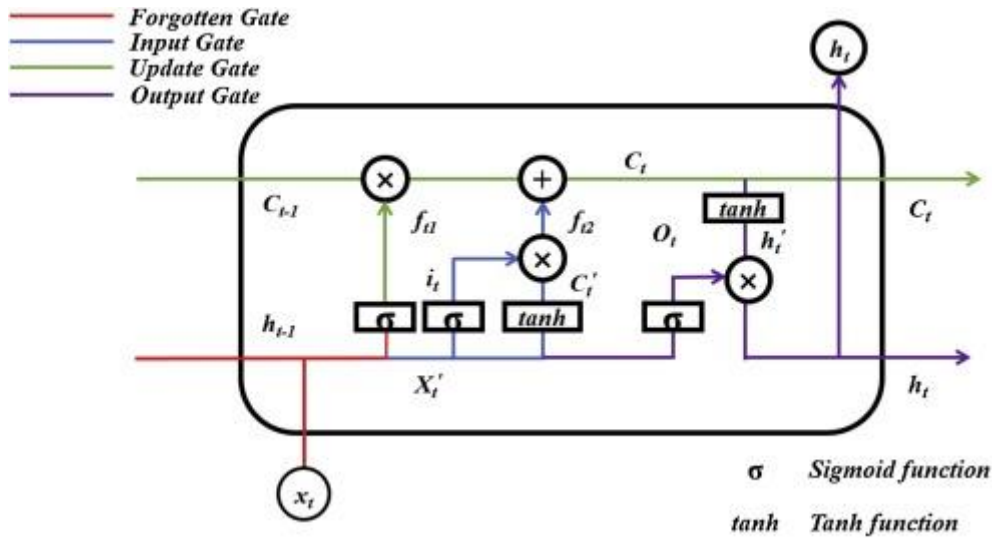 Forgotten Gate
Input Gate
Update Gate
Output Gate
h_t
× + C_t
C_{t-1} f_{t1} f_{t2} O_t tanh C_t
× h_t′ ×
i_t C_t′
h_{t-1} σ σ tanh σ
X_t′ h_t
x_t
σ Sigmoid function
tanh Tanh function